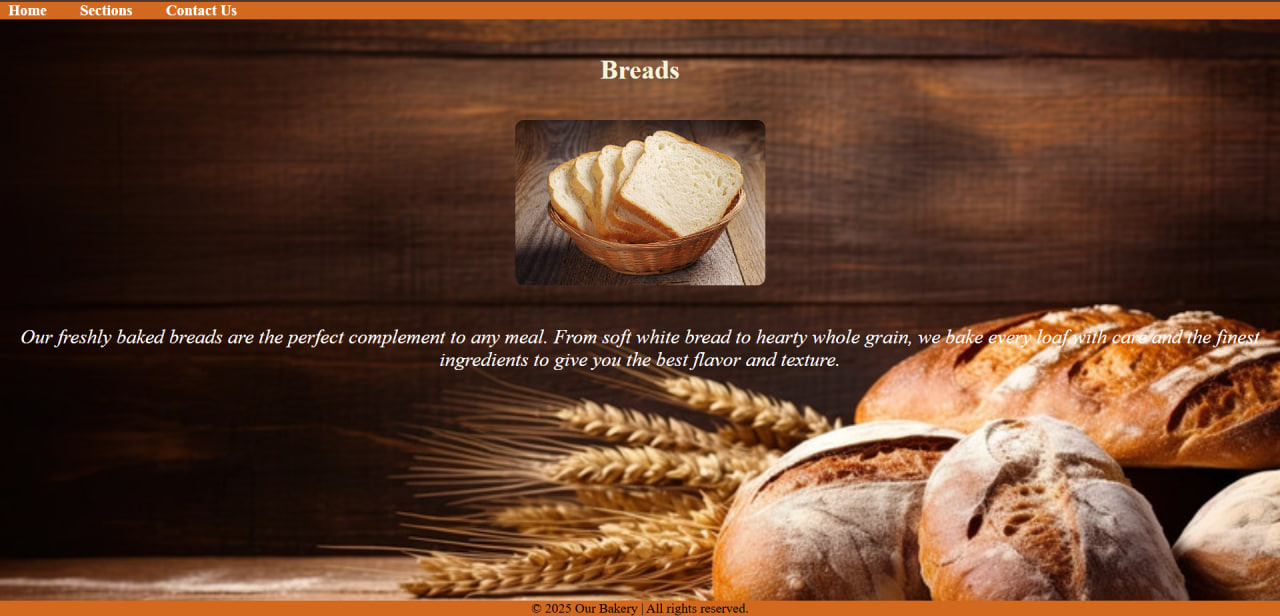 Home Sections Contact Us
Breads
Our freshly baked breads are the perfect complement to any meal. From soft white bread to hearty whole grain, we bake every loaf with care and the finest
ingredients to give you the best flavor and texture.
© 2025 Our Bakery | All rights reserved.